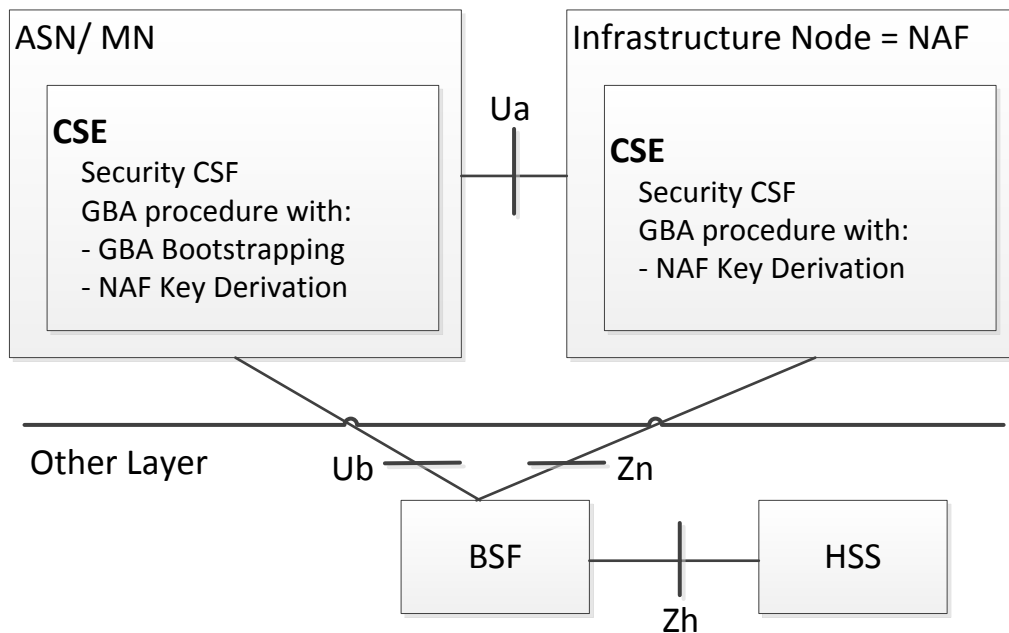 ASN/ MN
CSE
Security CSF
GBA procedure with:
- GBA Bootstrapping
- NAF Key Derivation
Ua
Infrastructure Node = NAF
CSE
Security CSF
GBA procedure with:
- NAF Key Derivation
Other Layer
Ub
Zn
BSF
Zh
HSS